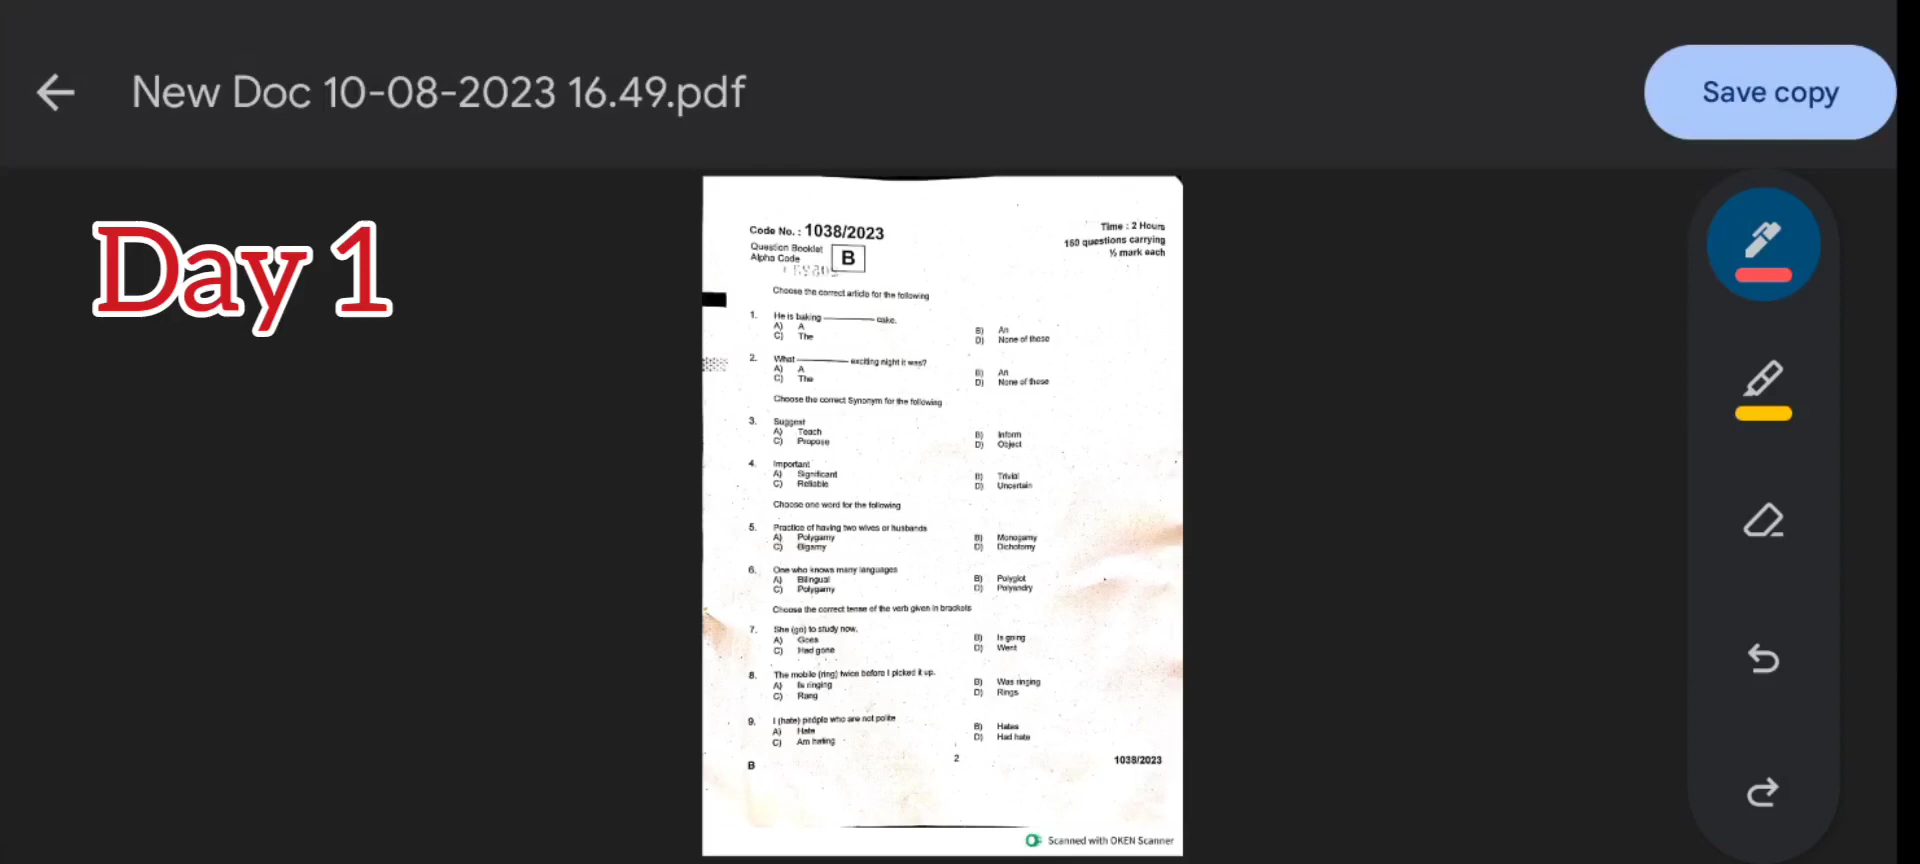 New Doc 10-08-2023 16.49.pdf
Save copy
Day 1
Code No. : 1038/2023
Time : 2 Hours
Question Booklet
Alpha Code
B
160 questions carrying
½ mark each
Choose the correct article for the following
1. He is baking ________ cake.
A) A B) An
C) The D) None of these
2. What ________ exciting night it was?
A) A B) An
C) The D) None of these
Choose the correct Synonym for the following
3. Suggest
A) Teach B) Inform
C) Propose D) Object
4. Important
A) Significant B) Trivial
C) Reliable D) Uncertain
Choose one word for the following
5. Practice of having two wives or husbands
A) Polygamy B) Monogamy
C) Bigamy D) Dichotomy
6. One who knows many languages
A) Bilingual B) Polyglot
C) Polygamy D) Polyandry
Choose the correct tense of the verb given in brackets
7. She (go) to study now.
A) Goes B) Is going
C) Had gone D) Went
8. The mobile (ring) twice before I picked it up.
A) Is ringing B) Was ringing
C) Rang D) Rings
9. I (hate) people who are not polite
A) Hate B) Hates
C) Am hating D) Had hate
B 2 1038/2023
Scanned with OKEN Scanner